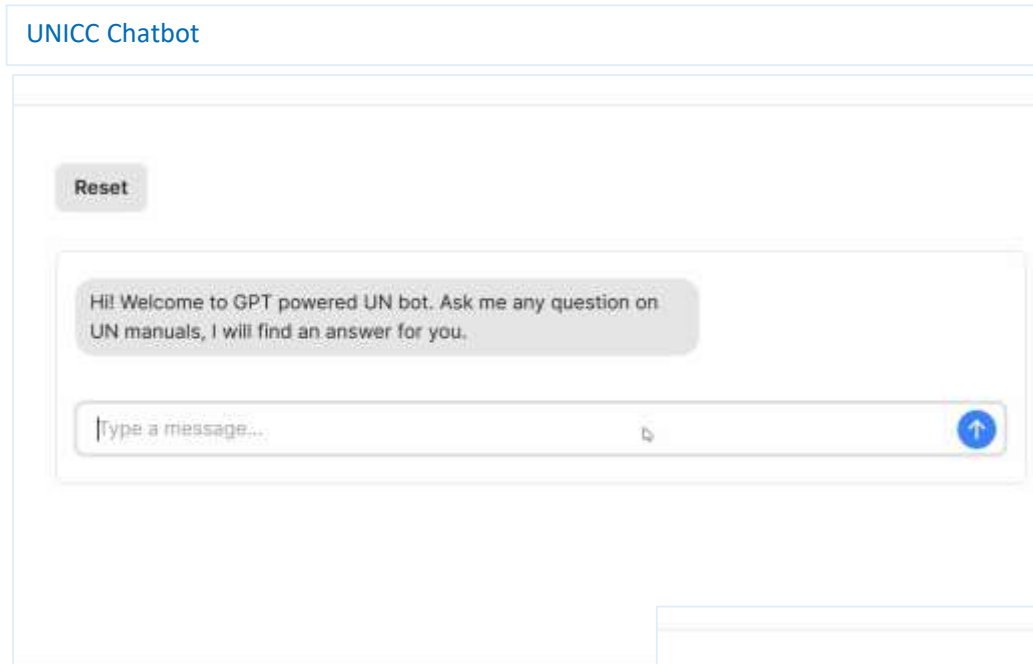 UNICC Chatbot
Reset
Hi! Welcome to GPT powered UN bot. Ask me any question on
UN manuals, I will find an answer for you.
Type a message...